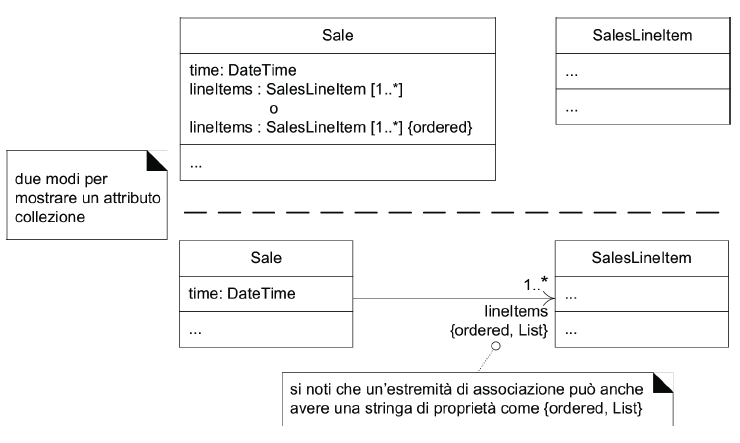 Sale
time: DateTime
lineItems : SalesLineItem [1..*]
o
lineItems : SalesLineItem [1..*] {ordered}
...
SalesLineItem
...
...
due modi per
mostrare un attributo
collezione
Sale
time: DateTime
...
1..*
lineItems
{ordered, List}
SalesLineItem
...
...
si noti che un'estremità di associazione può anche
avere una stringa di proprietà come {ordered, List}